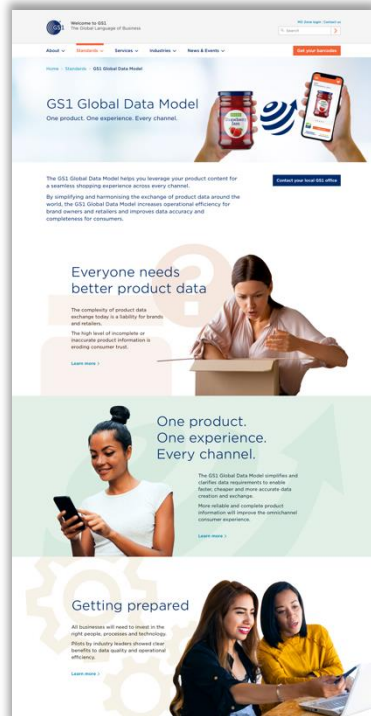 GS1
Welcome to GS1
The Global Language of Business
MO Zone login | Contact us
Search
About
Standards
Services
Industries
News & Events
Get your barcodes
Home Standards GS1 Global Data Model
GS1 Global Data Model
One product. One experience. Every channel.
The GS1 Global Data Model helps you leverage your product content for
a seamless shopping experience across every channel.
Contact your local GS1 office
By simplifying and harmonising the exchange of product data around the
world, the GS1 Global Data Model increases operational efficiency for
brand owners and retailers and improves data accuracy and
completeness for consumers.
Everyone needs
better product data
The complexity of product data
exchange today is a liability for brands
and retailers.
The high level of incomplete or
inaccurate product information is
eroding consumer trust.
Learn more
One product.
One experience.
Every channel.
The GS1 Global Data Model simplifies and
clarifies data requirements to enable
faster, cheaper and more accurate data
creation and exchange.
More reliable and complete product
information will improve the omnichannel
consumer experience.
Learn more
Getting prepared
All businesses will need to invest in the
right people, processes and technology.
Pilots by industry leaders showed clear
benefits to data quality and operational
efficiency.
Learn more